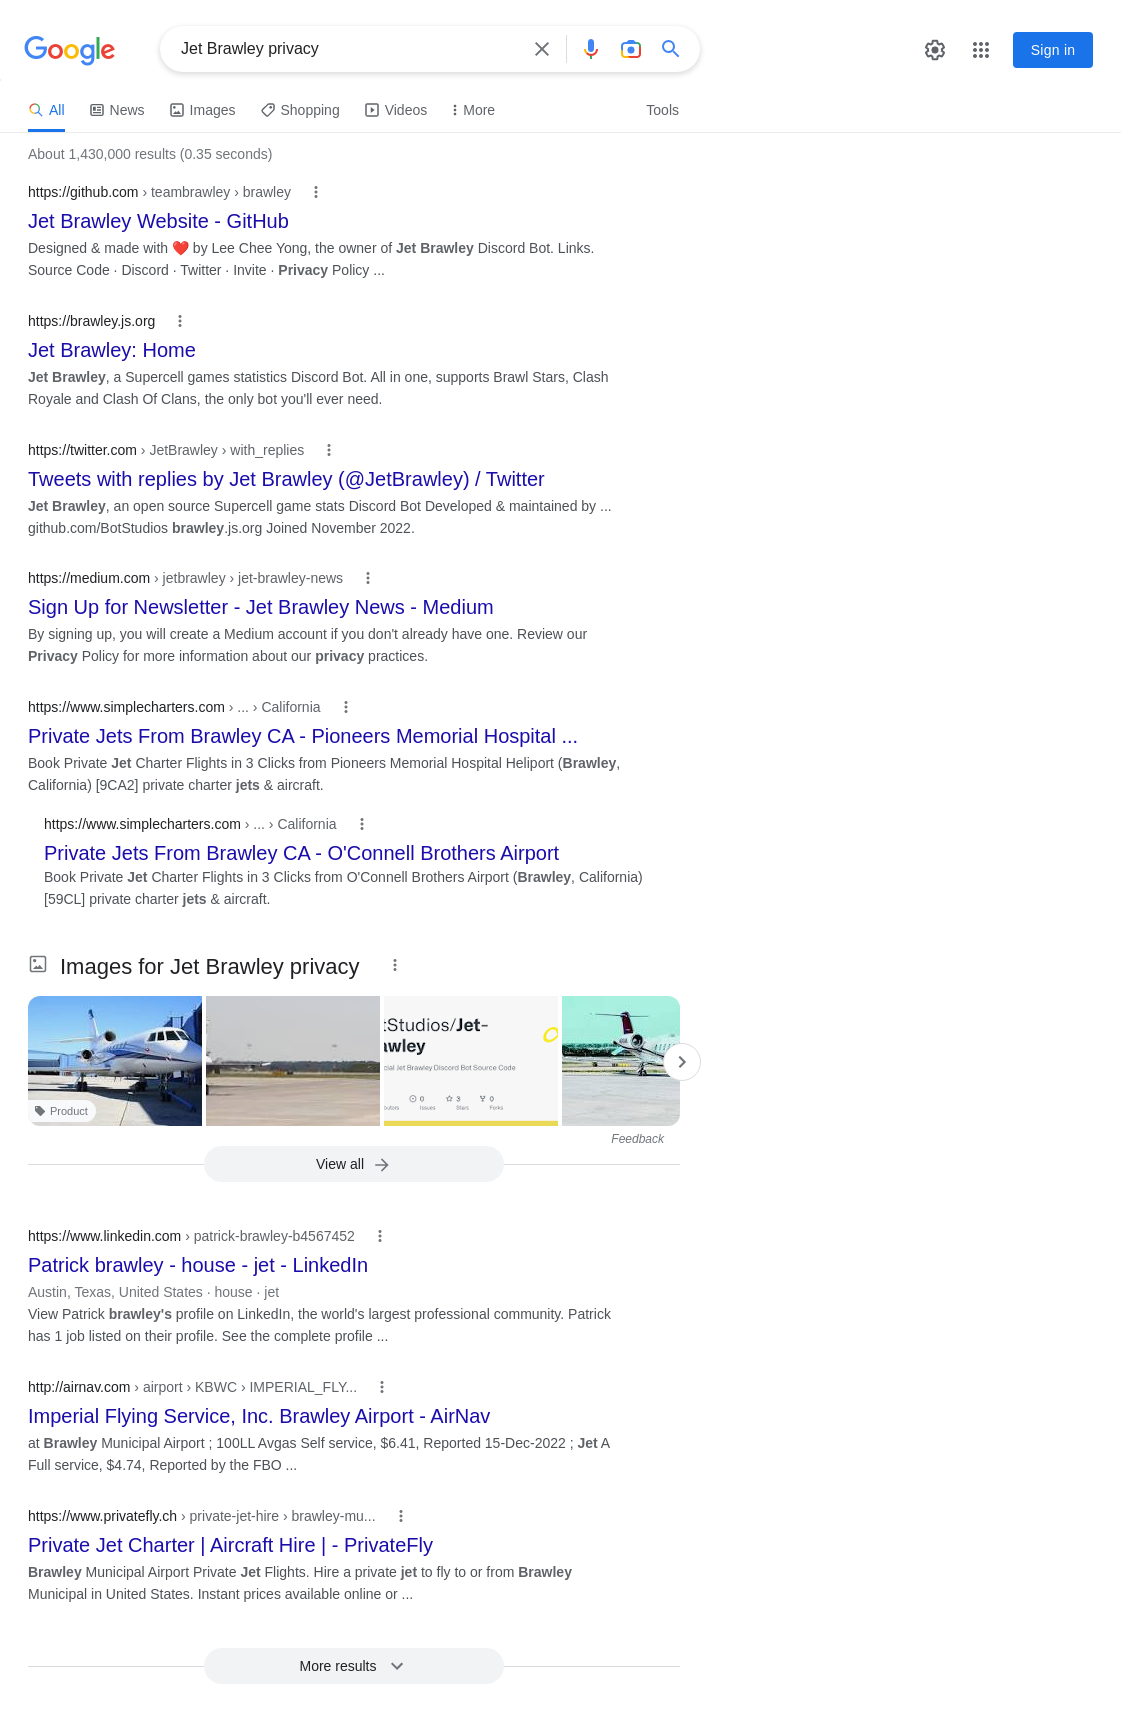 Google
Jet Brawley privacy
Sign in
All
News
Images
Shopping
Videos
More
Tools
About 1,430,000 results (0.35 seconds)
https://github.com › teambrawley › brawley
Jet Brawley Website - GitHub
Designed & made with ❤️ by Lee Chee Yong, the owner of Jet Brawley Discord Bot. Links.
Source Code · Discord · Twitter · Invite · Privacy Policy ...
https://brawley.js.org
Jet Brawley: Home
Jet Brawley, a Supercell games statistics Discord Bot. All in one, supports Brawl Stars, Clash
Royale and Clash Of Clans, the only bot you'll ever need.
https://twitter.com › JetBrawley › with_replies
Tweets with replies by Jet Brawley (@JetBrawley) / Twitter
Jet Brawley, an open source Supercell game stats Discord Bot Developed & maintained by ...
github.com/BotStudios brawley.js.org Joined November 2022.
https://medium.com › jetbrawley › jet-brawley-news
Sign Up for Newsletter - Jet Brawley News - Medium
By signing up, you will create a Medium account if you don't already have one. Review our
Privacy Policy for more information about our privacy practices.
https://www.simplecharters.com › ... › California
Private Jets From Brawley CA - Pioneers Memorial Hospital ...
Book Private Jet Charter Flights in 3 Clicks from Pioneers Memorial Hospital Heliport (Brawley,
California) [9CA2] private charter jets & aircraft.
https://www.simplecharters.com › ... › California
Private Jets From Brawley CA - O'Connell Brothers Airport
Book Private Jet Charter Flights in 3 Clicks from O'Connell Brothers Airport (Brawley, California)
[59CL] private charter jets & aircraft.
Images for Jet Brawley privacy
tStudios/Jet-
awley
cial Jet Brawley Discord Bot Source Code
3
0
Issues
Stars
Forks
Product
Feedback
View all
https://www.linkedin.com › patrick-brawley-b4567452
Patrick brawley - house - jet - LinkedIn
Austin, Texas, United States · house · jet
View Patrick brawley's profile on LinkedIn, the world's largest professional community. Patrick
has 1 job listed on their profile. See the complete profile ...
http://airnav.com › airport › KBWC › IMPERIAL_FLY...
Imperial Flying Service, Inc. Brawley Airport - AirNav
at Brawley Municipal Airport ; 100LL Avgas Self service, $6.41, Reported 15-Dec-2022 ; Jet A
Full service, $4.74, Reported by the FBO ...
https://www.privatefly.ch › private-jet-hire › brawley-mu...
Private Jet Charter | Aircraft Hire | - PrivateFly
Brawley Municipal Airport Private Jet Flights. Hire a private jet to fly to or from Brawley
Municipal in United States. Instant prices available online or ...
More results